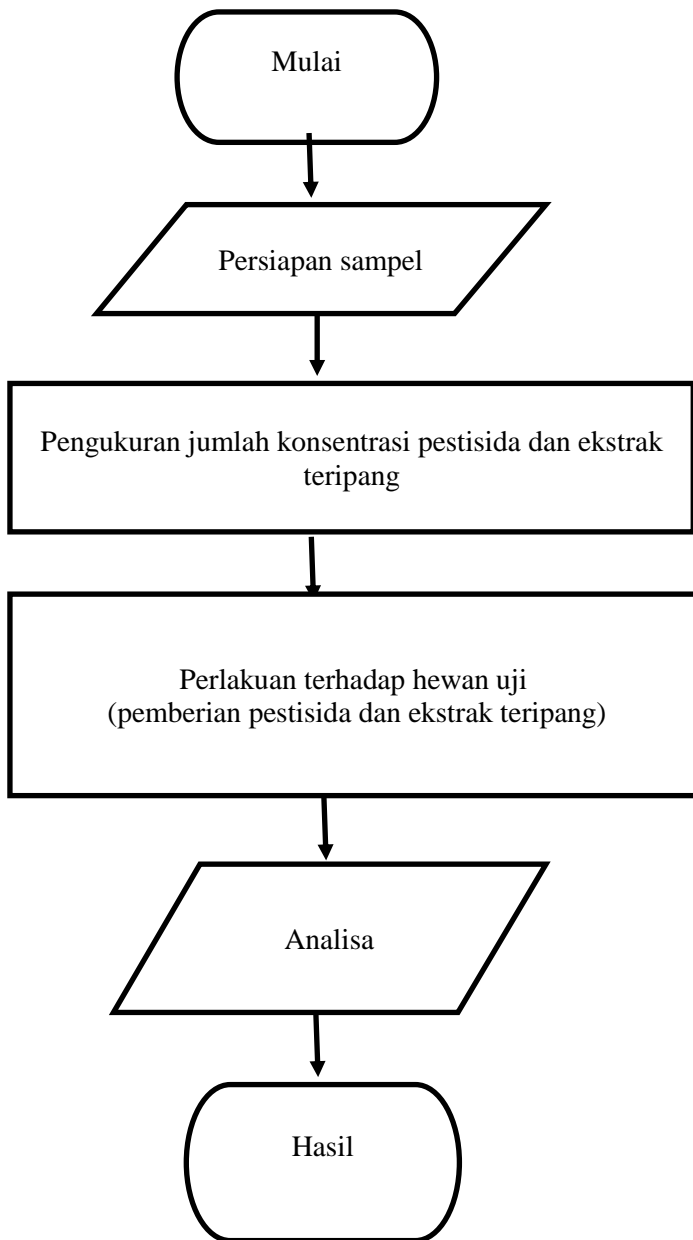 Mulai
Persiapan sampel
Pengukuran jumlah konsentrasi pestisida dan ekstrak
teripang
Perlakuan terhadap hewan uji
(pemberian pestisida dan ekstrak teripang)
Analisa
Hasil